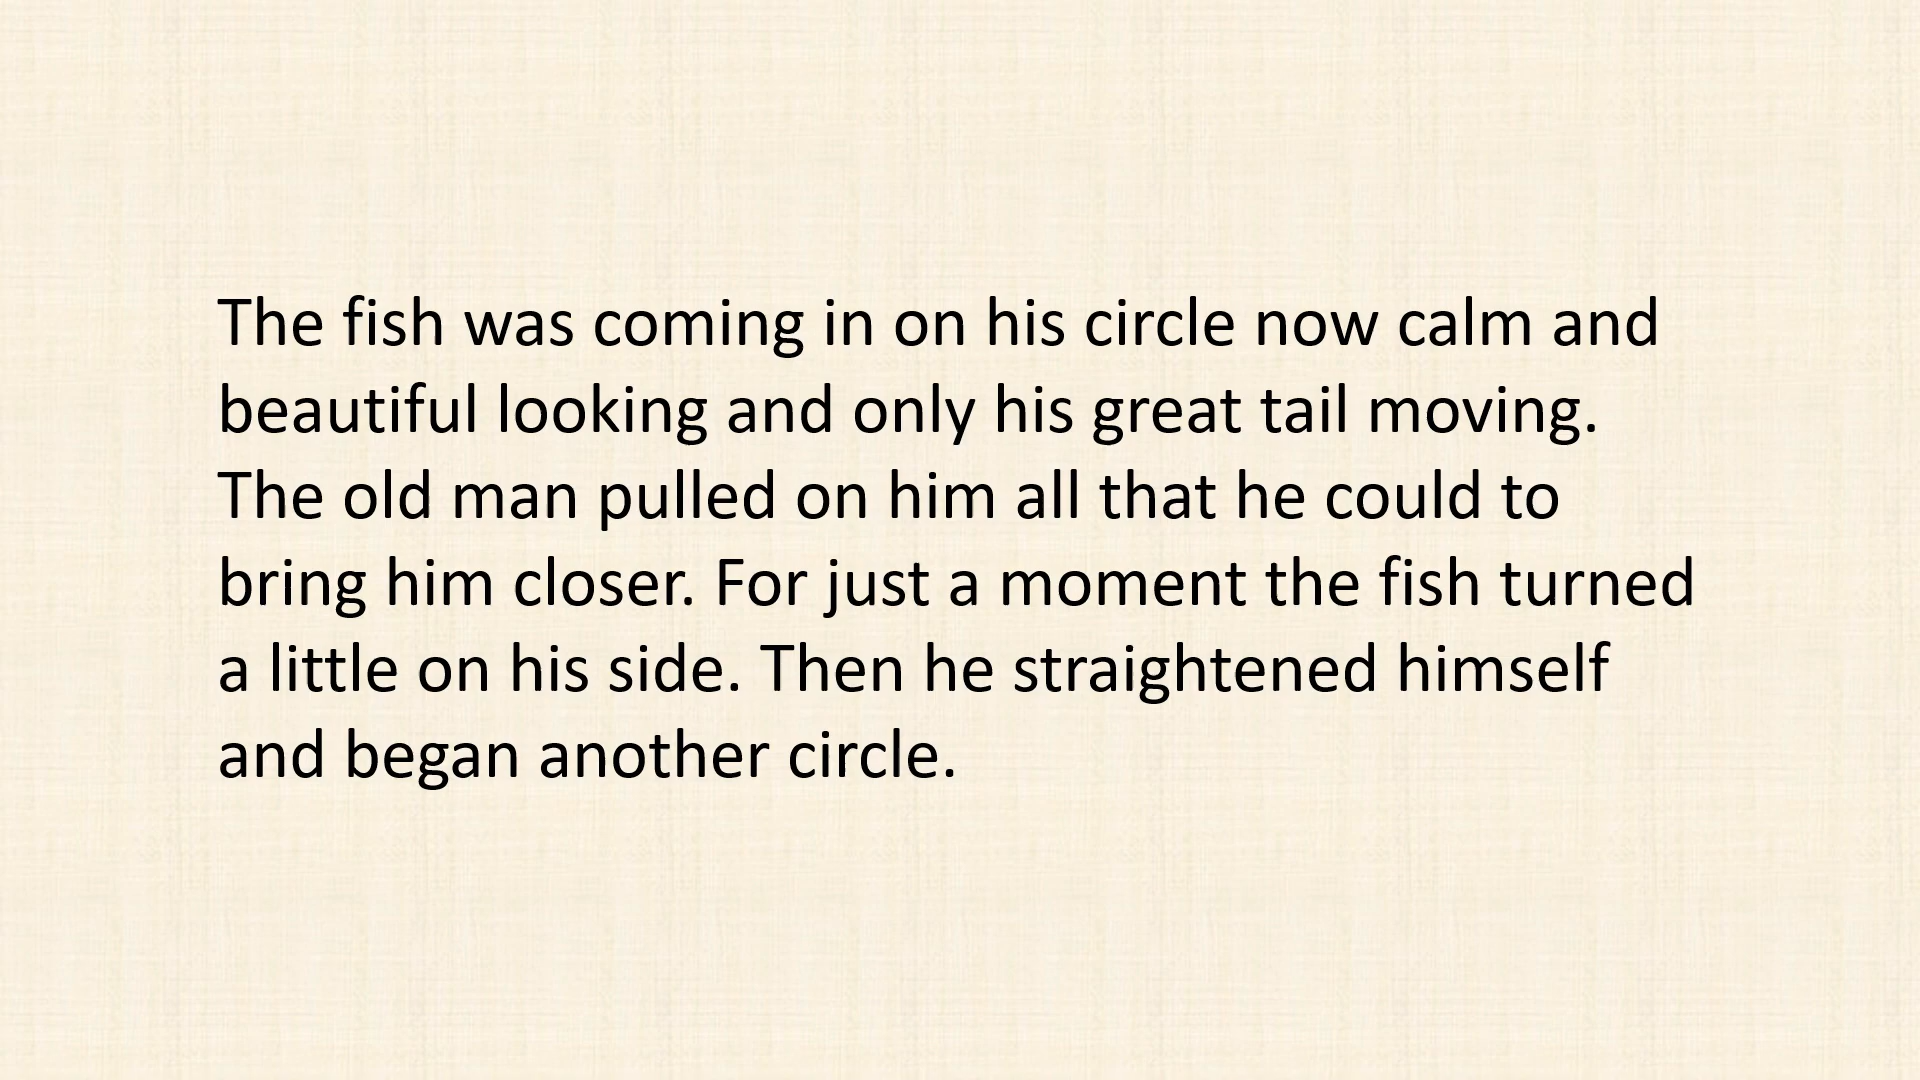 The fish was coming in on his circle now calm and
beautiful looking and only his great tail moving.
The old man pulled on him all that he could to
bring him closer. For just a moment the fish turned
a little on his side. Then he straightened himself
and began another circle.